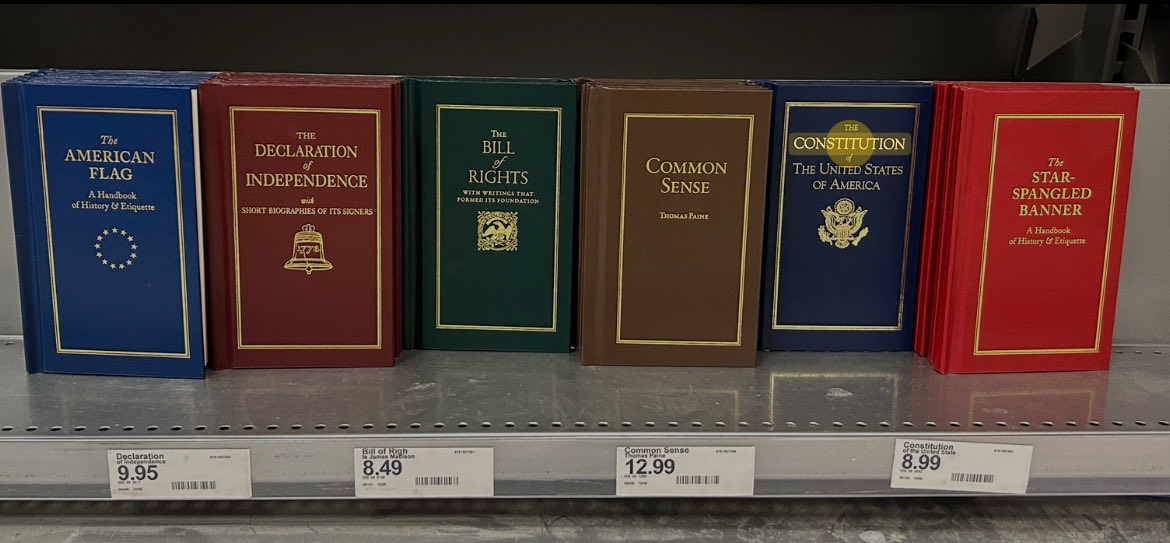 The
AMERICAN
FLAG
A Handbook
of History & Etiquette
THE
DECLARATION
of
INDEPENDENCE
with
SHORT BIOGRAPHIES OF ITS SIGNERS
1776
THE
BILL
of
RIGHTS
WITH WRITINGS THAT
FORMED ITS FOUNDATION
COMMON
SENSE
THOMAS PAINE
THE
CONSTITUTION
of
THE UNITED STATES
OF AMERICA
The
STAR-
SPANGLED
BANNER
A Handbook
of History & Etiquette
Declaration
of Independence
9.95
Bill of Righ
ts James Madison
8.49
Common Sense
Thomas Paine
12.99
Constitution
of the United State
8.99